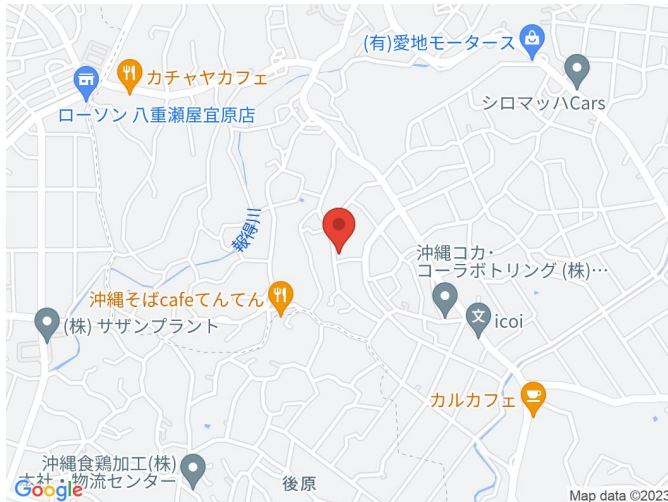 (有)愛地モータース
カチャヤカフェ
シロマッハCars
ローソン 八重瀬屋宜原店
報得川
沖縄コカ・
コーラボトリング (株)…
沖縄そばcafeてんてん
(株) サザンプラント
icoi
カルカフェ
沖縄食鶏加工(株)
本社・物流センター
後原
Google
Map data ©2023